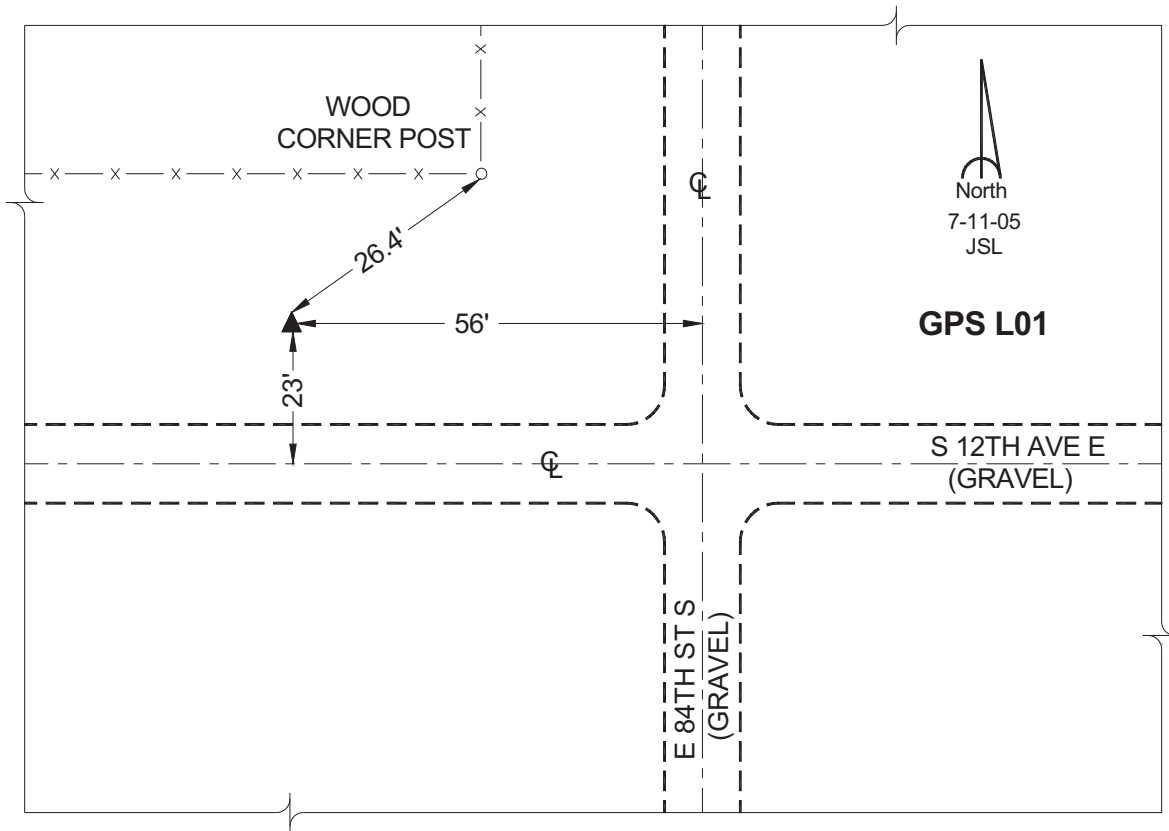 WOOD
CORNER POST
x
x
x x x x x x x
℄
North
7-11-05
JSL
26.4'
56'
GPS L01
23'
℄
S 12TH AVE E
(GRAVEL)
E 84TH ST S
(GRAVEL)